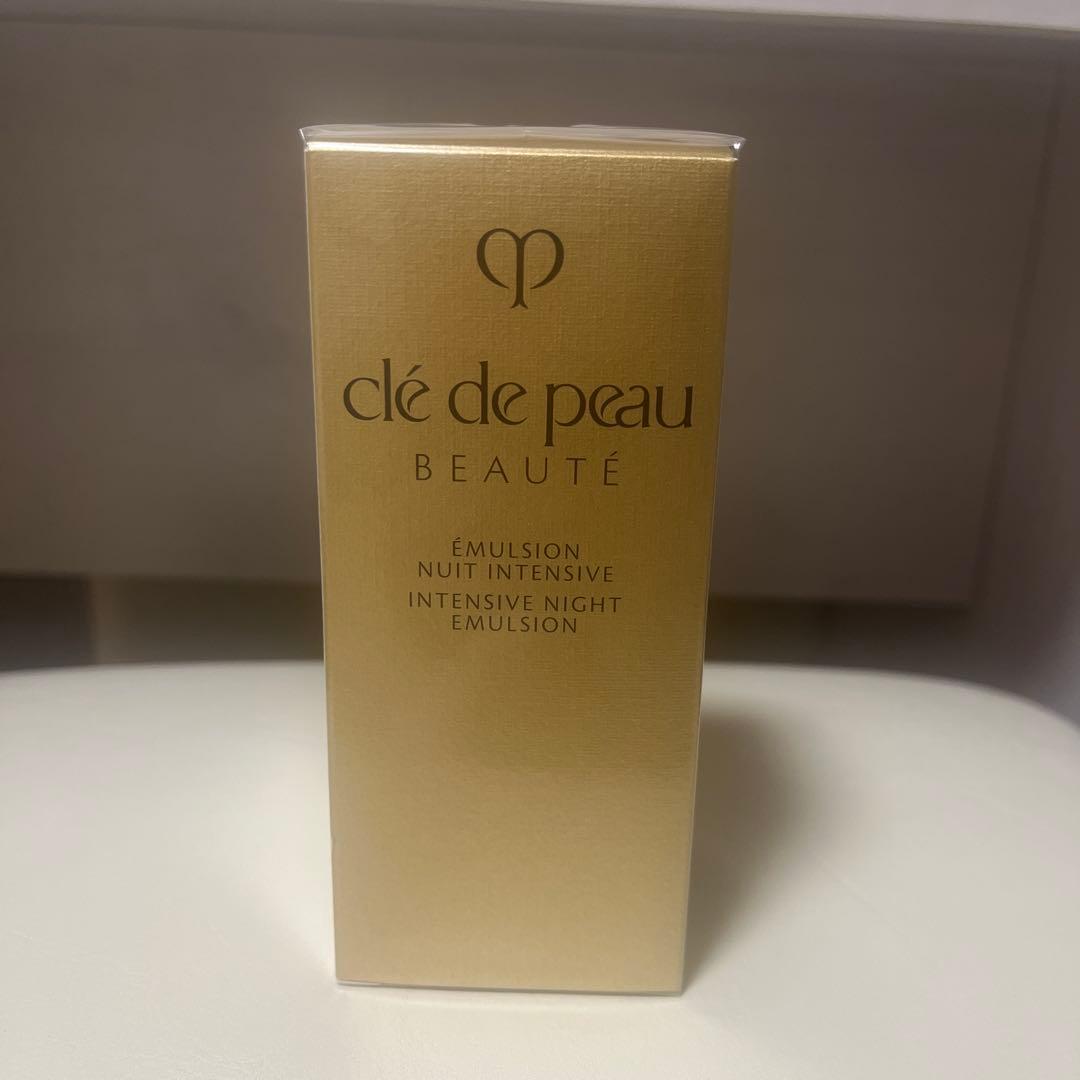 clé de peau
BEAUTÉ
ÉMULSION
NUIT INTENSIVE
INTENSIVE NIGHT
EMULSION